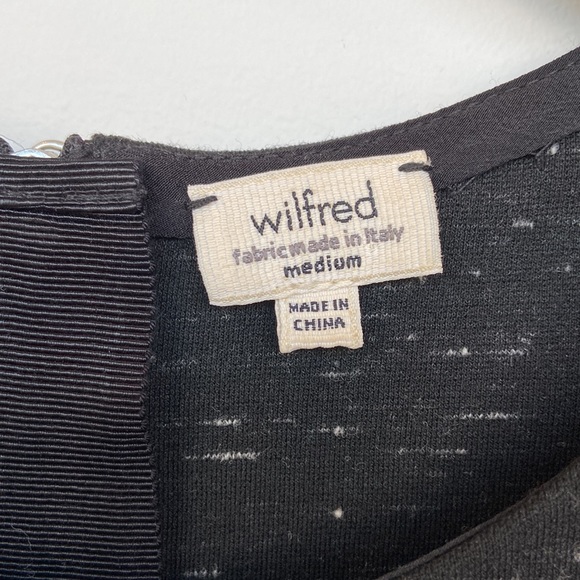 wilfred
fabric made in Italy
medium
MADE IN
CHINA